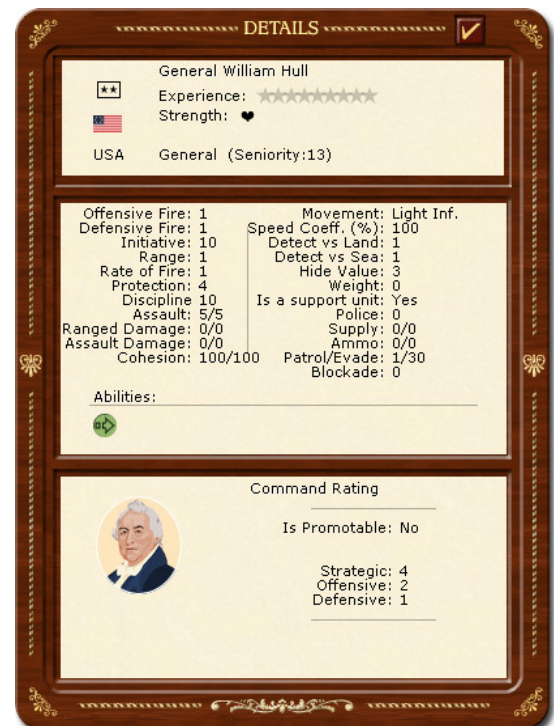 DETAILS
General William Hull
Experience:
Strength:
USA General (Seniority:13)
Offensive Fire: 1 Movement: Light Inf.
Defensive Fire: 1 Speed Coeff. (%): 100
Initiative: 10 Detect vs Land: 1
Range: 1 Detect vs Sea: 1
Rate of Fire: 1 Hide Value: 3
Protection: 4 Weight: 0
Discipline 10 Is a support unit: Yes
Assault: 5/5 Police: 0
Ranged Damage: 0/0 Supply: 0/0
Assault Damage: 0/0 Ammo: 0/0
Cohesion: 100/100 Patrol/Evade: 1/30
Blockade: 0
Abilities:
Command Rating
Is Promotable: No
Strategic: 4
Offensive: 2
Defensive: 1